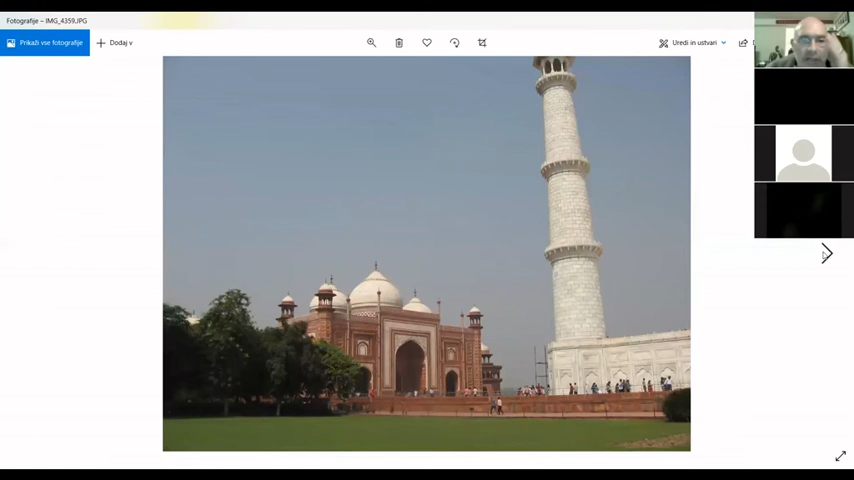 Fotografije – IMG_4359.JPG
Prikaži vse fotografije
Dodaj v
Uredi in ustvari